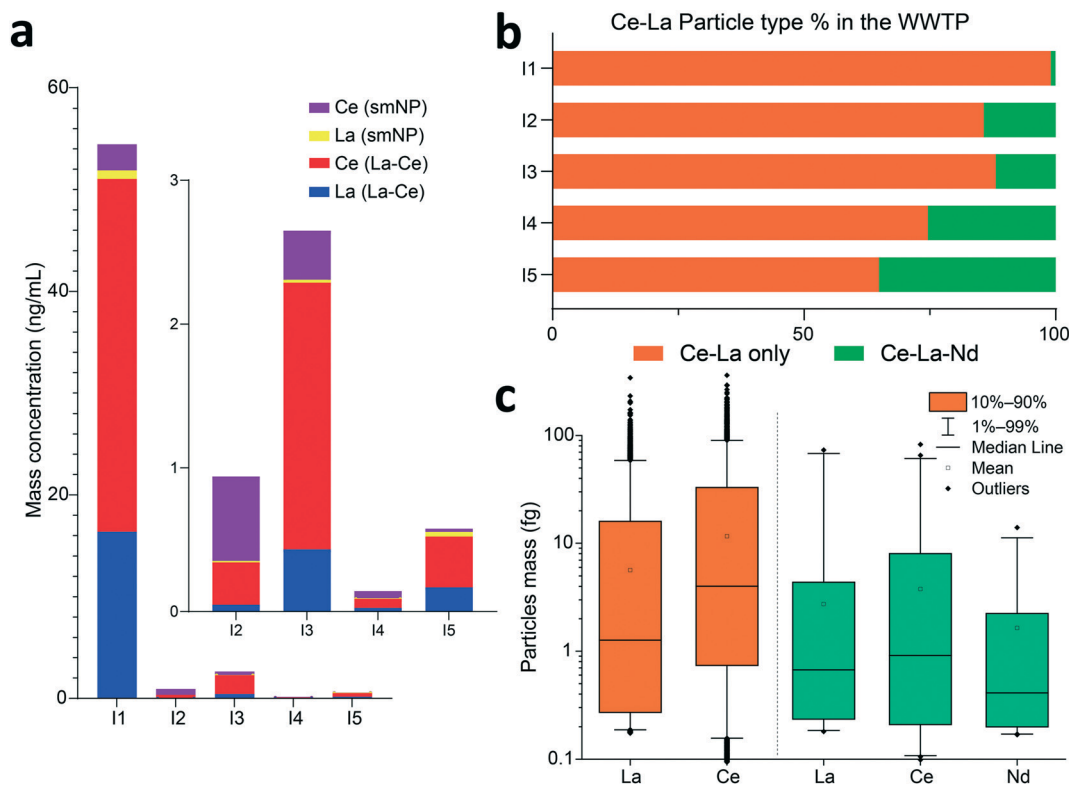 a
Mass concentration (ng/mL)
60
40
20
0
I1
I2
I3
I4
I5
Ce (smNP)
La (smNP)
Ce (La-Ce)
La (La-Ce)
3
2
1
0
I2
I3
I4
I5
b
Ce-La Particle type % in the WWTP
I1
I2
I3
I4
I5
0
50
100
Ce-La only
Ce-La-Nd
c
Particles mass (fg)
100
10
1
0.1
La
Ce
La
Ce
Nd
10%–90%
1%–99%
Median Line
Mean
Outliers